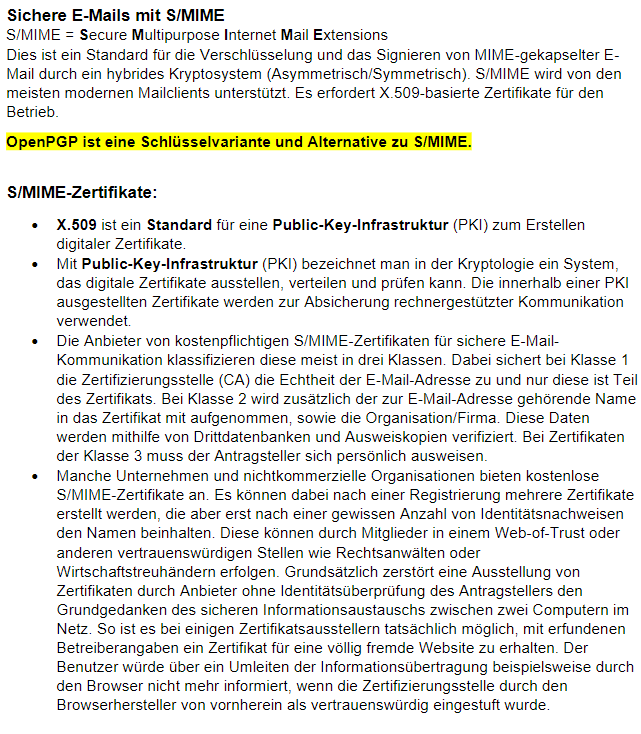 Sichere E-Mails mit S/MIME
S/MIME = Secure Multipurpose Internet Mail Extensions
Dies ist ein Standard für die Verschlüsselung und das Signieren von MIME-gekapselter E-
Mail durch ein hybrides Kryptosystem (Asymmetrisch/Symmetrisch). S/MIME wird von den
meisten modernen Mailclients unterstützt. Es erfordert X.509-basierte Zertifikate für den
Betrieb.
OpenPGP ist eine Schlüsselvariante und Alternative zu S/MIME.
S/MIME-Zertifikate:
• X.509 ist ein Standard für eine Public-Key-Infrastruktur (PKI) zum Erstellen
digitaler Zertifikate.
• Mit Public-Key-Infrastruktur (PKI) bezeichnet man in der Kryptologie ein System,
das digitale Zertifikate ausstellen, verteilen und prüfen kann. Die innerhalb einer PKI
ausgestellten Zertifikate werden zur Absicherung rechnergestützter Kommunikation
verwendet.
• Die Anbieter von kostenpflichtigen S/MIME-Zertifikaten für sichere E-Mail-
Kommunikation klassifizieren diese meist in drei Klassen. Dabei sichert bei Klasse 1
die Zertifizierungsstelle (CA) die Echtheit der E-Mail-Adresse zu und nur diese ist Teil
des Zertifikats. Bei Klasse 2 wird zusätzlich der zur E-Mail-Adresse gehörende Name
in das Zertifikat mit aufgenommen, sowie die Organisation/Firma. Diese Daten
werden mithilfe von Drittdatenbanken und Ausweiskopien verifiziert. Bei Zertifikaten
der Klasse 3 muss der Antragsteller sich persönlich ausweisen.
• Manche Unternehmen und nichtkommerzielle Organisationen bieten kostenlose
S/MIME-Zertifikate an. Es können dabei nach einer Registrierung mehrere Zertifikate
erstellt werden, die aber erst nach einer gewissen Anzahl von Identitätsnachweisen
den Namen beinhalten. Diese können durch Mitglieder in einem Web-of-Trust oder
anderen vertrauenswürdigen Stellen wie Rechtsanwälten oder
Wirtschaftstreuhändern erfolgen. Grundsätzlich zerstört eine Ausstellung von
Zertifikaten durch Anbieter ohne Identitätsüberprüfung des Antragstellers den
Grundgedanken des sicheren Informationsaustauschs zwischen zwei Computern im
Netz. So ist es bei einigen Zertifikatsausstellern tatsächlich möglich, mit erfundenen
Betreiberangaben ein Zertifikat für eine völlig fremde Website zu erhalten. Der
Benutzer würde über ein Umleiten der Informationsübertragung beispielsweise durch
den Browser nicht mehr informiert, wenn die Zertifizierungsstelle durch den
Browserhersteller von vornherein als vertrauenswürdig eingestuft wurde.